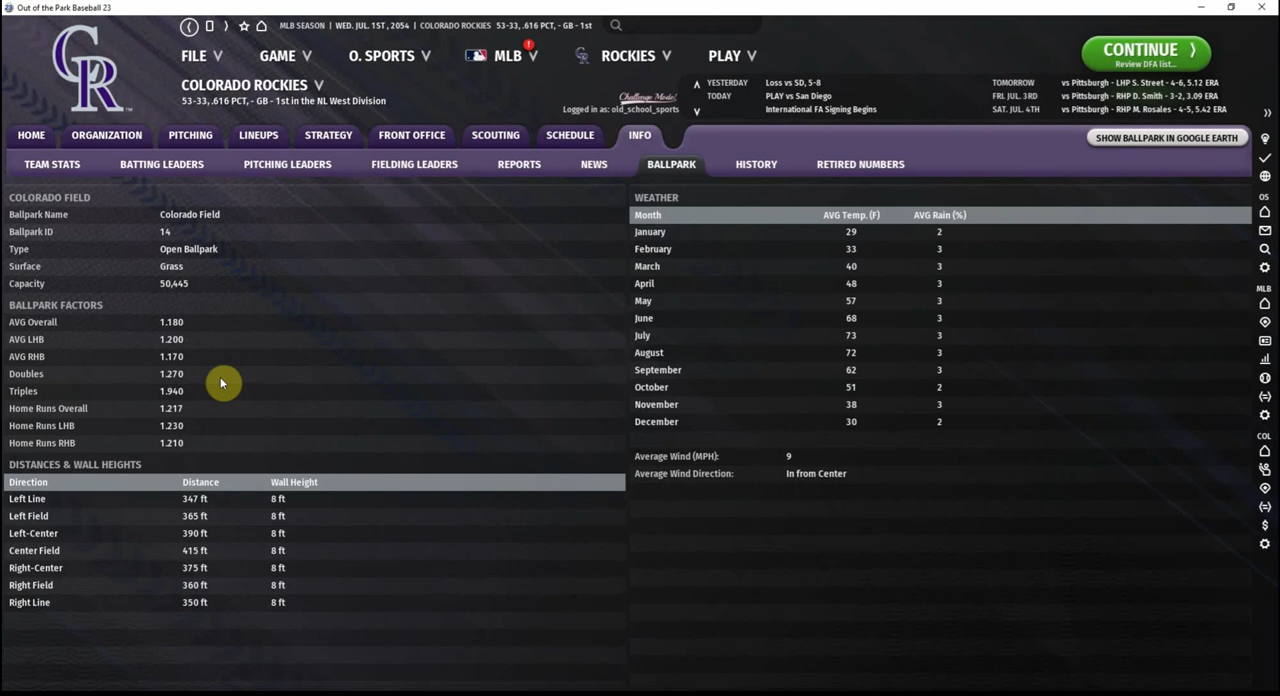 Out of the Park Baseball 23
MLB SEASON | WED. JUL. 1ST, 2054 | COLORADO ROCKIES 53-33, .616 PCT, - GB - 1st
FILE GAME O. SPORTS MLB ROCKIES PLAY
CONTINUE
Review DFA list...
COLORADO ROCKIES
53-33, .616 PCT, - GB - 1st in the NL West Division
Challenge Mode!
Logged in as: old_school_sports
YESTERDAY Loss vs SD, 5-8
TODAY PLAY vs San Diego
International FA Signing Begins
TOMORROW vs Pittsburgh - LHP S. Street - 4-6, 5.12 ERA
FRI. JUL. 3RD vs Pittsburgh - RHP D. Smith - 3-2, 3.09 ERA
SAT. JUL. 4TH vs Pittsburgh - RHP M. Rosales - 4-5, 5.42 ERA
HOME ORGANIZATION PITCHING LINEUPS STRATEGY FRONT OFFICE SCOUTING SCHEDULE INFO
SHOW BALLPARK IN GOOGLE EARTH
TEAM STATS BATTING LEADERS PITCHING LEADERS FIELDING LEADERS REPORTS NEWS BALLPARK HISTORY RETIRED NUMBERS
COLORADO FIELD
Ballpark Name Colorado Field
Ballpark ID 14
Type Open Ballpark
Surface Grass
Capacity 50,445
BALLPARK FACTORS
AVG Overall 1.180
AVG LHB 1.200
AVG RHB 1.170
Doubles 1.270
Triples 1.940
Home Runs Overall 1.217
Home Runs LHB 1.230
Home Runs RHB 1.210
DISTANCES & WALL HEIGHTS
Direction Distance Wall Height
Left Line 347 ft 8 ft
Left Field 365 ft 8 ft
Left-Center 390 ft 8 ft
Center Field 415 ft 8 ft
Right-Center 375 ft 8 ft
Right Field 360 ft 8 ft
Right Line 350 ft 8 ft
WEATHER
Month AVG Temp. (F) AVG Rain (%)
January 29 2
February 33 3
March 40 3
April 48 3
May 57 3
June 68 3
July 73 3
August 72 3
September 62 3
October 51 2
November 38 3
December 30 2
Average Wind (MPH): 9
Average Wind Direction: In from Center
OS
MLB
COL